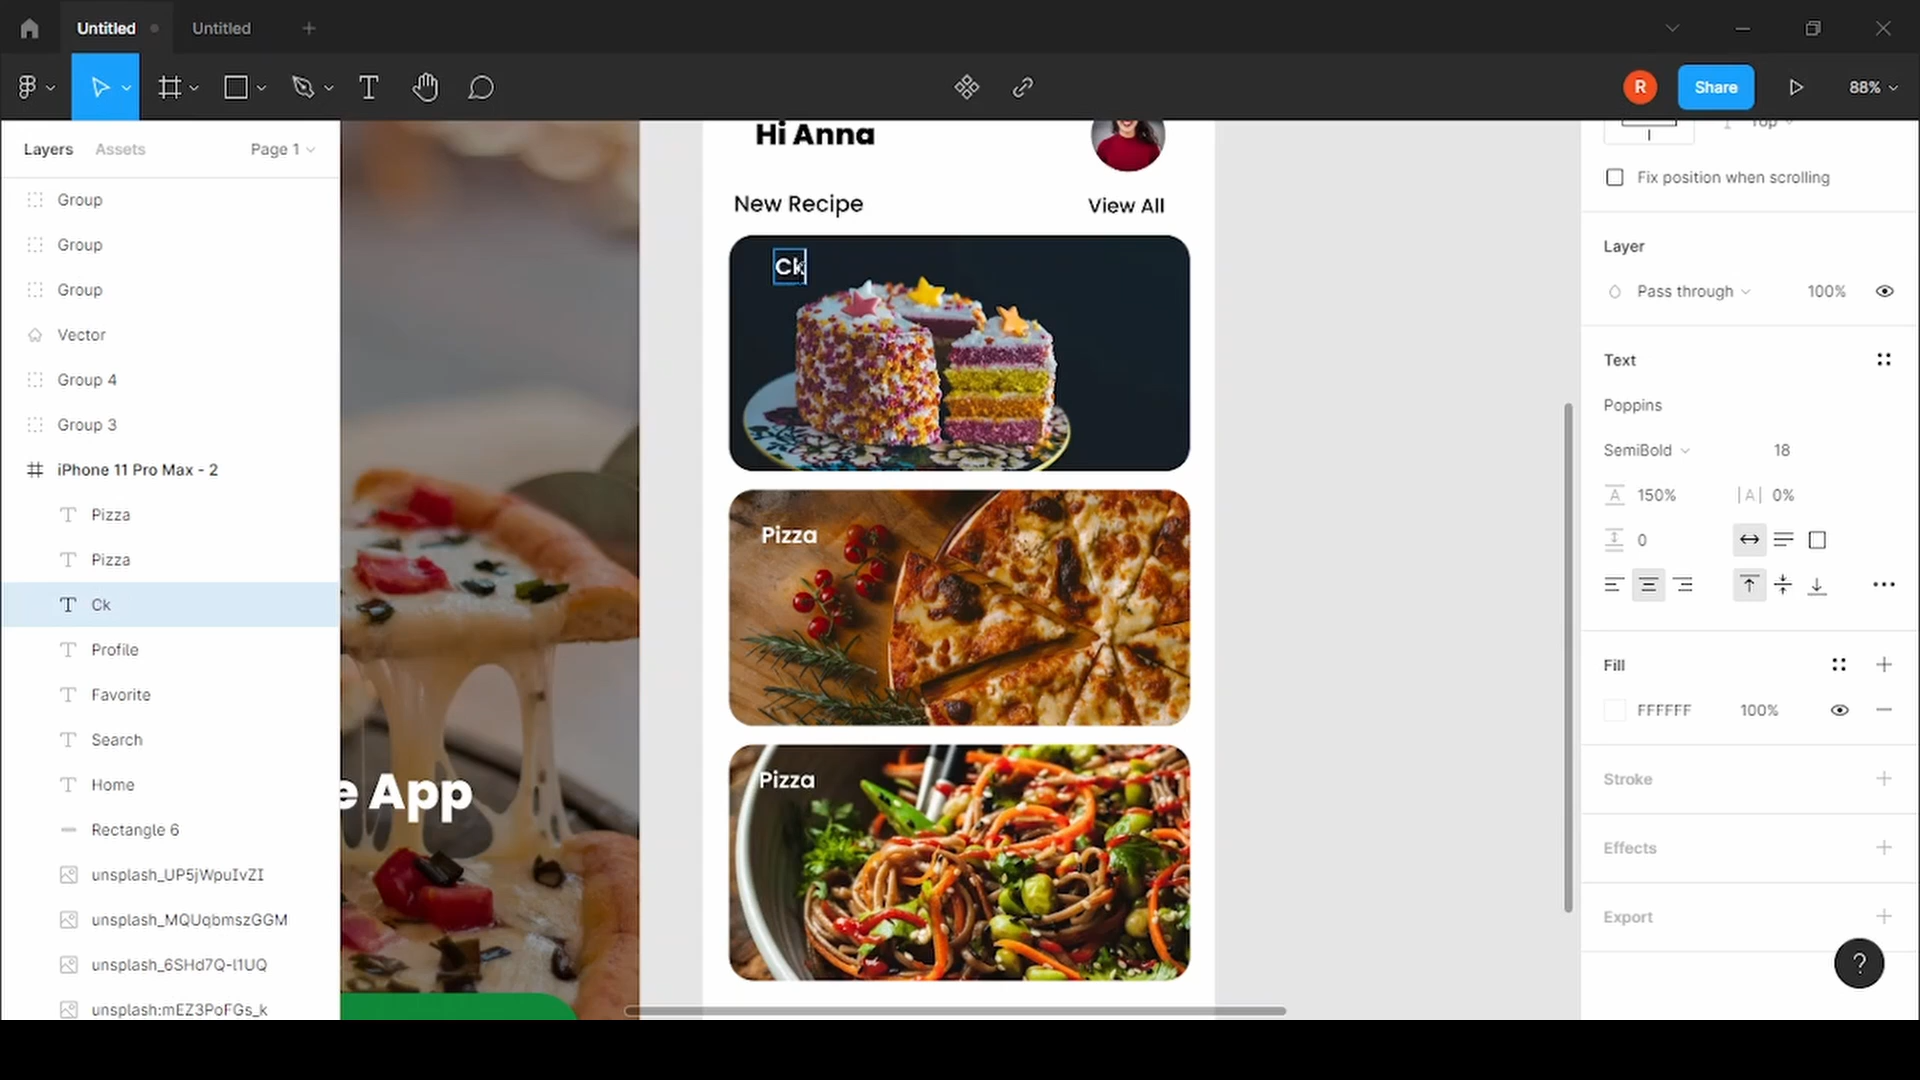 Untitled
Untitled
R
Share
88%
Layers
Assets
Page 1
Group
Group
Group
Vector
Group 4
Group 3
iPhone 11 Pro Max - 2
Pizza
Pizza
Ck
Profile
Favorite
Search
Home
Rectangle 6
unsplash_UP5jWpuIvZI
unsplash_MQUqbmszGGM
unsplash_6SHd7Q-l1UQ
unsplash:mEZ3PoFGs_k
e App
Hi Anna
New Recipe
View All
Ck
Pizza
Pizza
Top
Fix position when scrolling
Layer
Pass through
100%
Text
Poppins
SemiBold
18
150%
|A| 0%
0
Fill
FFFFFF
100%
Stroke
Effects
Export
?